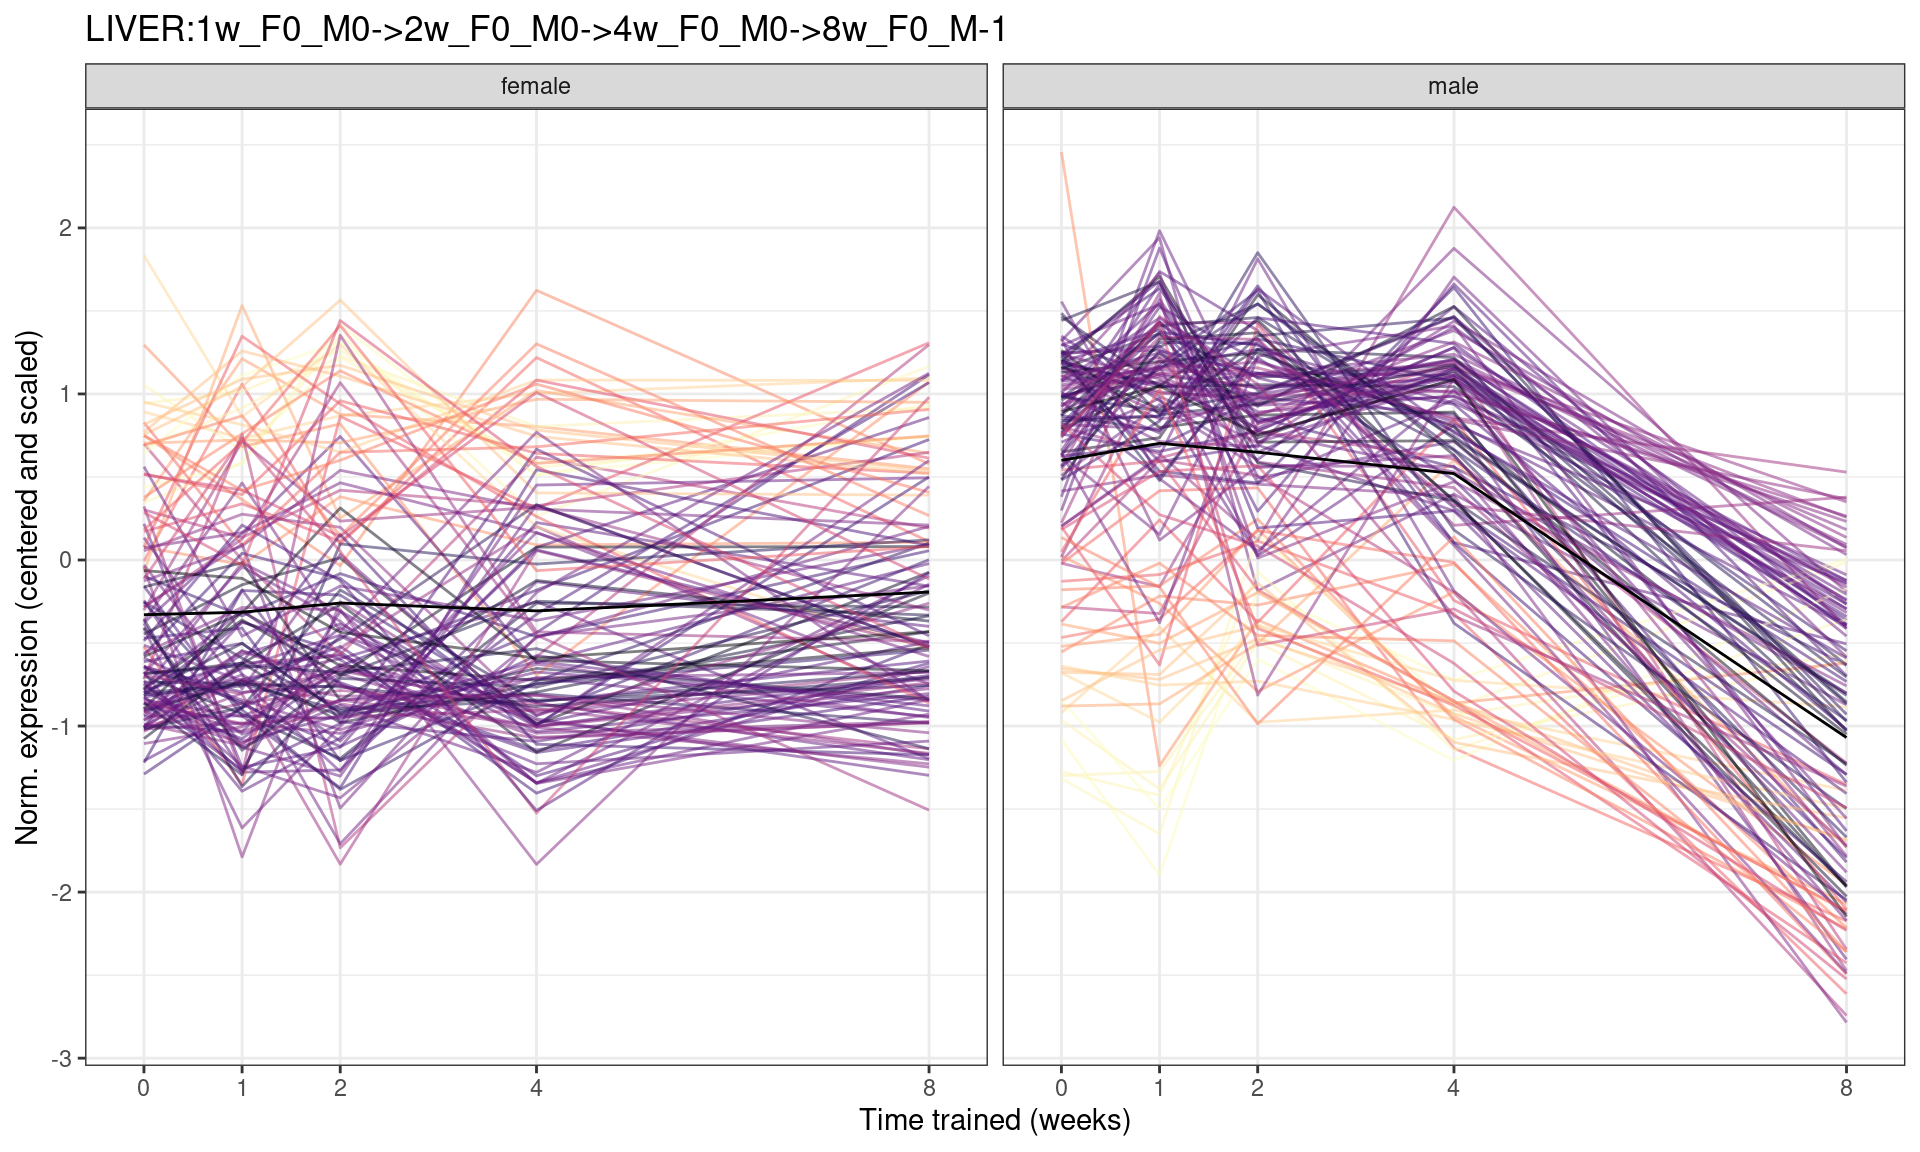 LIVER:1w_F0_M0->2w_F0_M0->4w_F0_M0->8w_F0_M-1
female
male
Norm. expression (centered and scaled)
2
1
0
-1
-2
-3
0 1 2 4 8
0 1 2 4 8
Time trained (weeks)